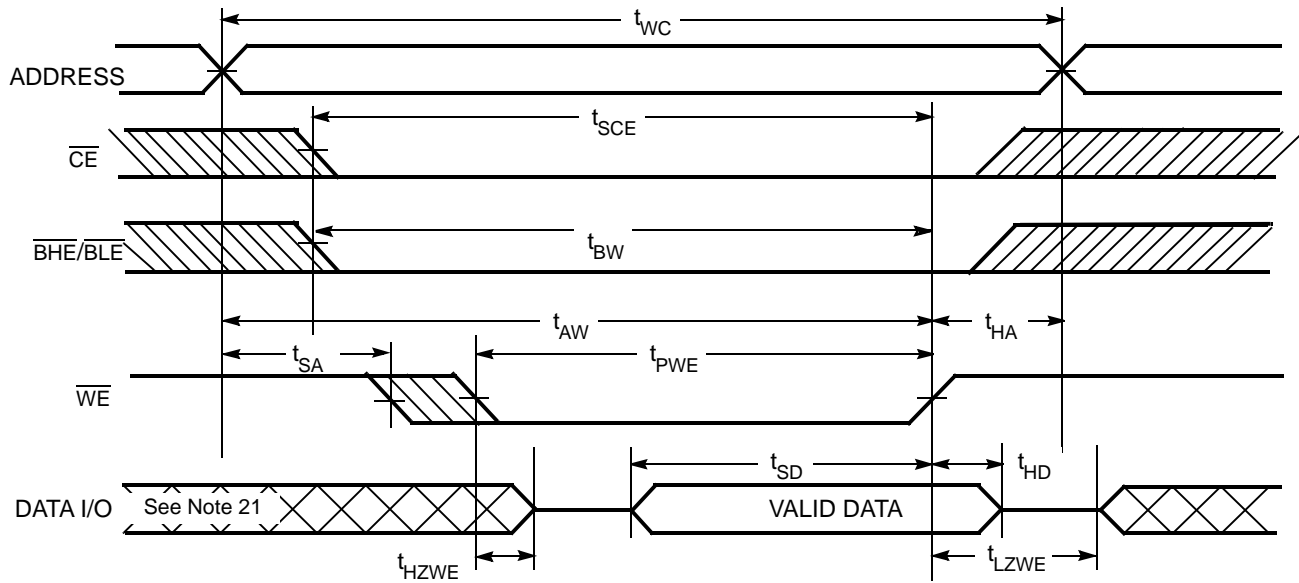 tWC
ADDRESS
tSCE
CE
tBW
BHE/BLE
tAW
tHA
tSA
tPWE
WE
tSD
tHD
DATA I/O
See Note 21
VALID DATA
tHZWE
tLZWE